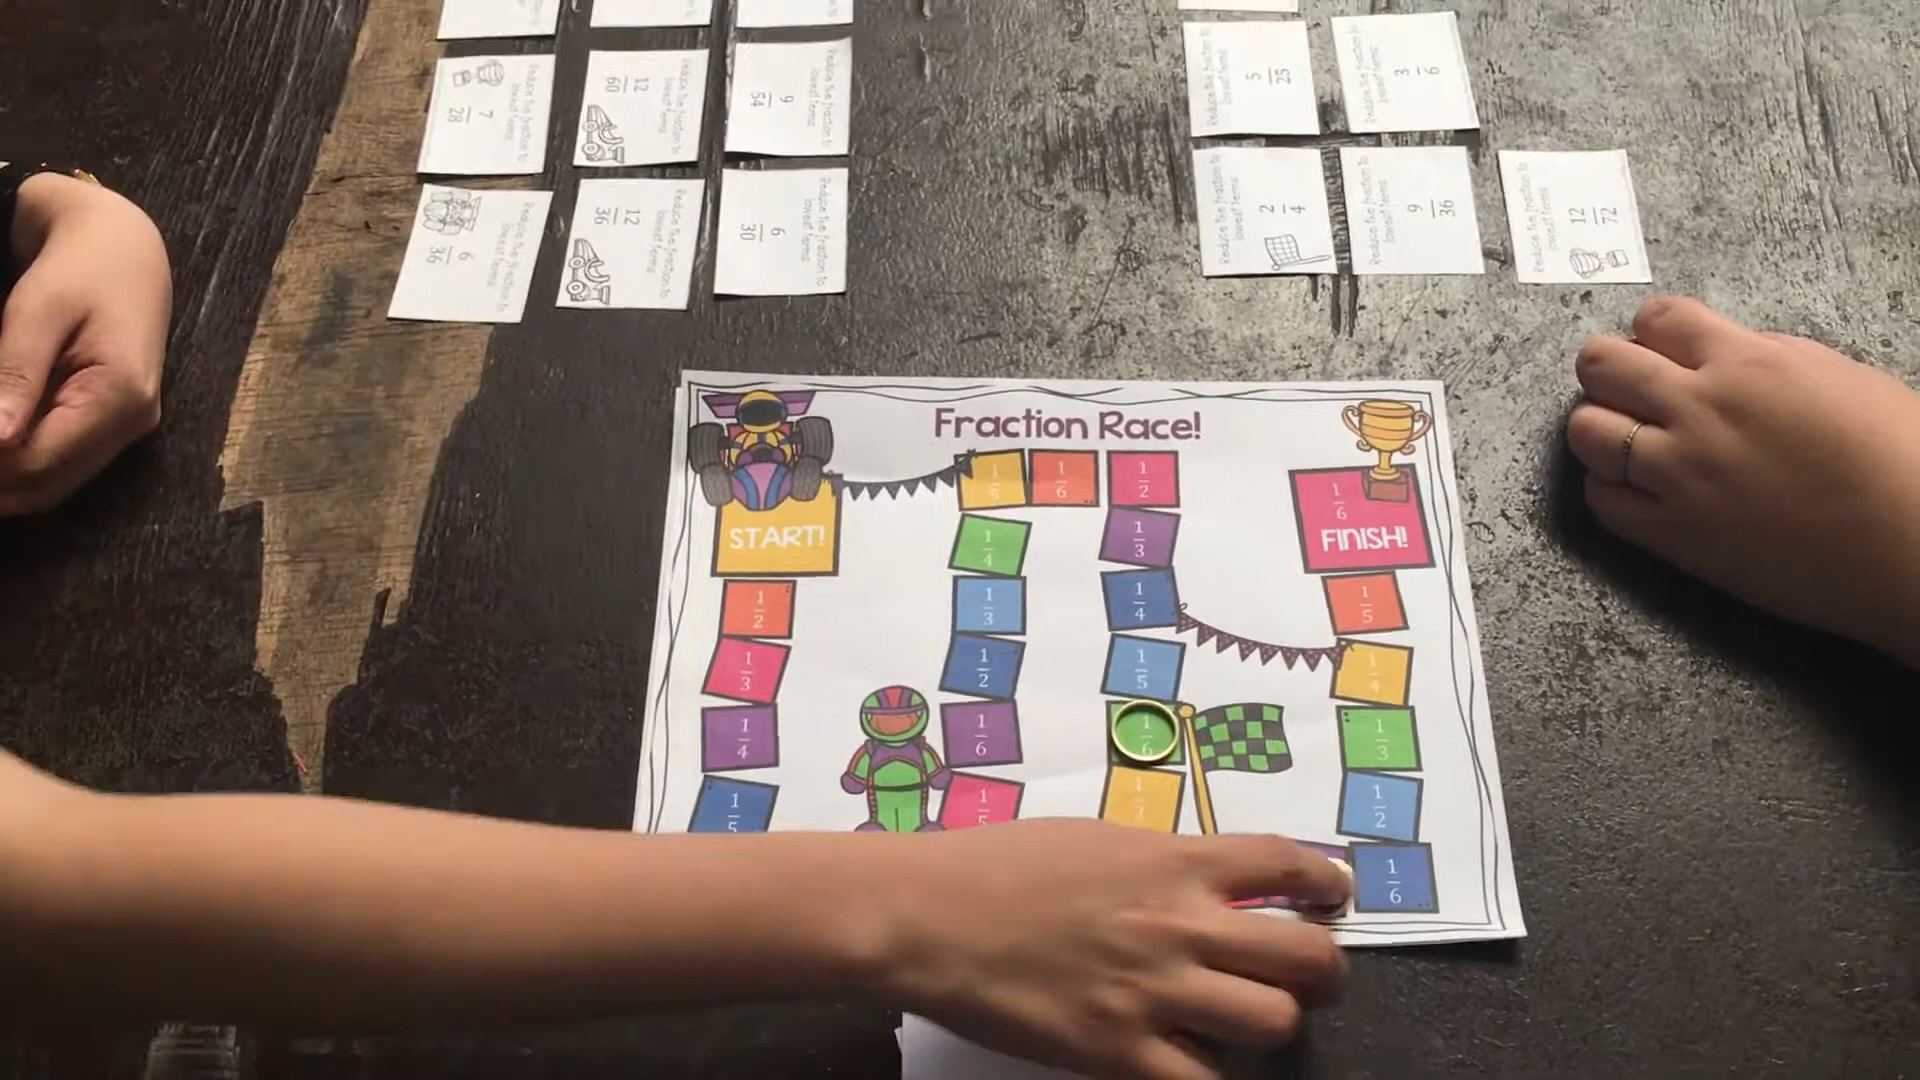 Reduce the fraction to
lowest terms
7
28
Reduce the fraction to
lowest terms
12
60
Reduce the fraction to
lowest terms
9
54
Reduce the fraction to
lowest terms
6
36
Reduce the fraction to
lowest terms
12
36
Reduce the fraction to
lowest terms
6
30
Reduce the fraction to
lowest terms
5
25
Reduce the fraction to
lowest terms
3
6
Reduce the fraction to
lowest terms
2
4
Reduce the fraction to
lowest terms
9
36
Reduce the fraction to
lowest terms
12
72
Fraction Race!
START!
1
2
1
3
1
4
1
5
1
5
1
6
1
4
1
3
1
2
1
6
1
5
1
2
1
3
1
4
1
5
1
6
1
1
6
FINISH!
1
5
1
4
1
3
1
2
1
6